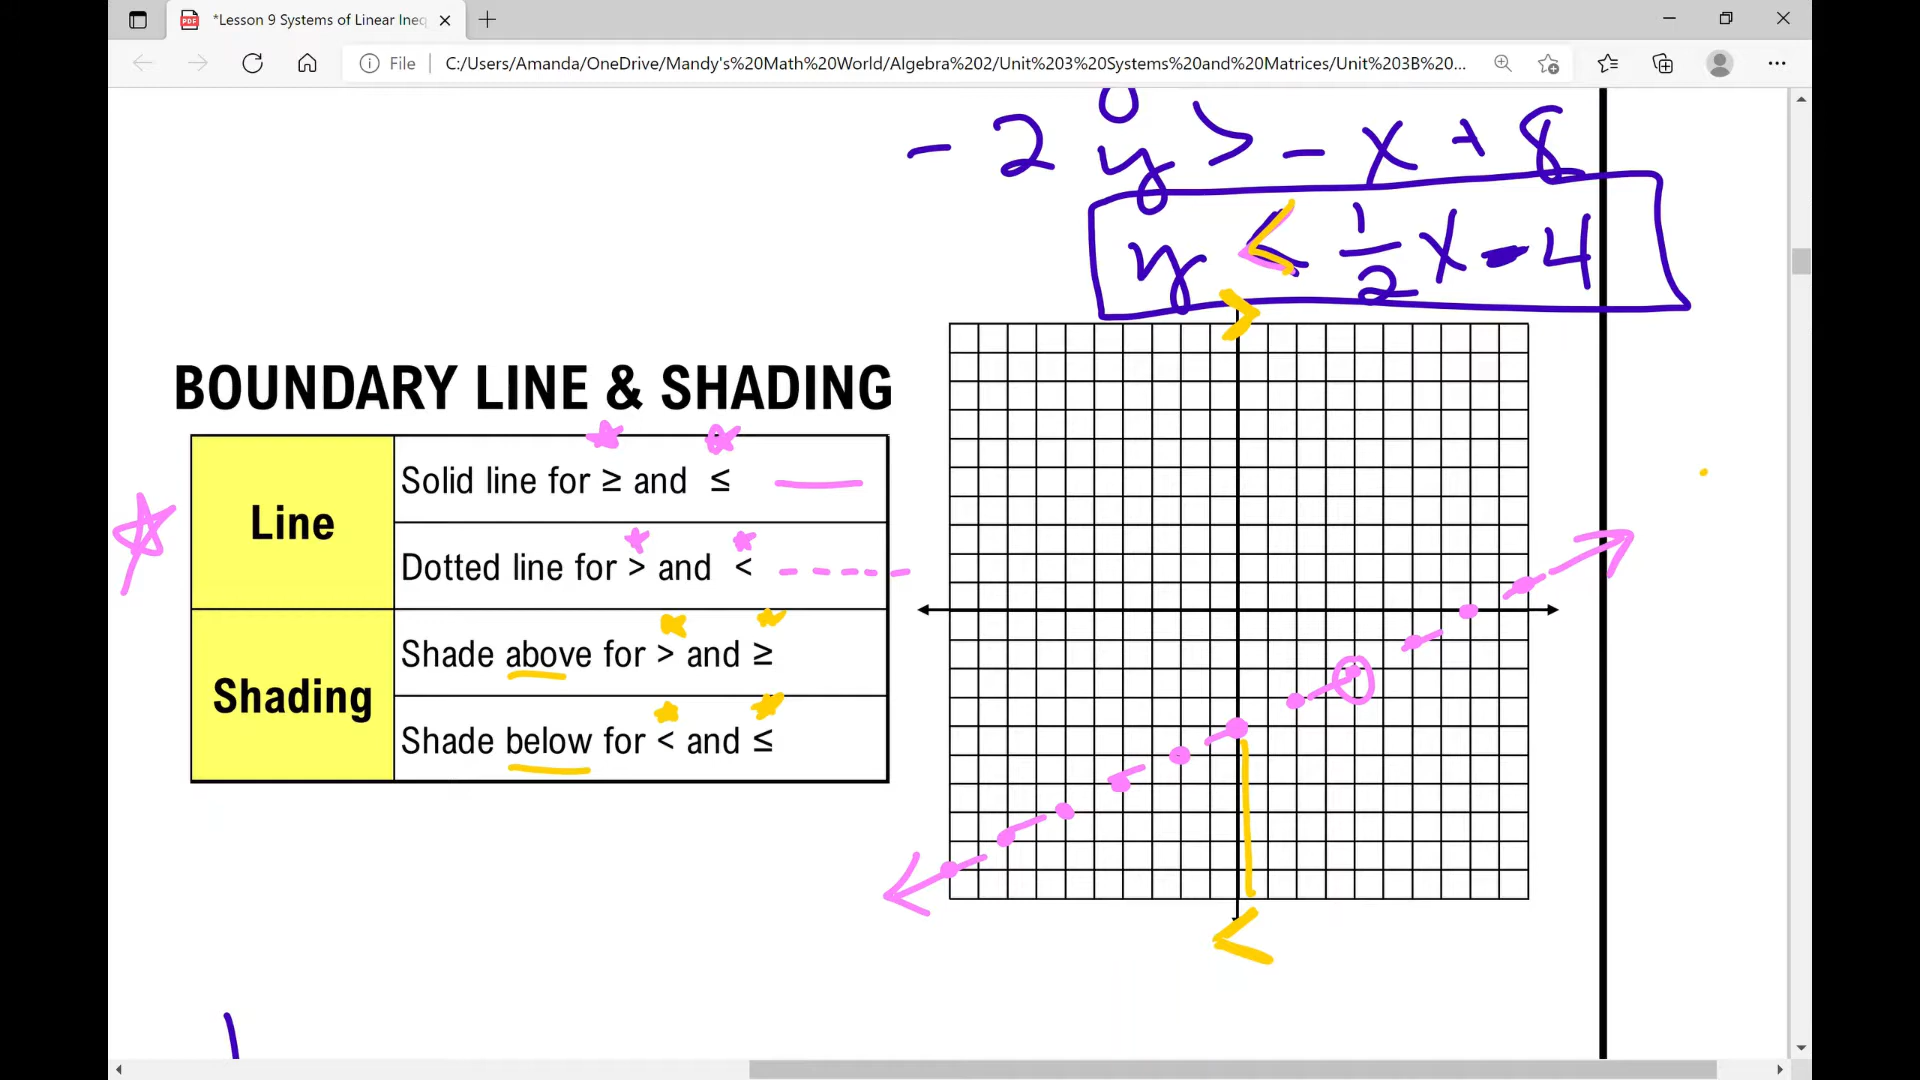 *Lesson 9 Systems of Linear Ineq
File C:/Users/Amanda/OneDrive/Mandy's%20Math%20World/Algebra%202/Unit%203%20Systems%20and%20Matrices/Unit%203B%20...
- 2y > - x + 8
y < 1/2 x - 4
>
BOUNDARY LINE & SHADING
Line
Solid line for ≥ and ≤
Dotted line for > and <
Shading
Shade above for > and ≥
Shade below for < and ≤
<